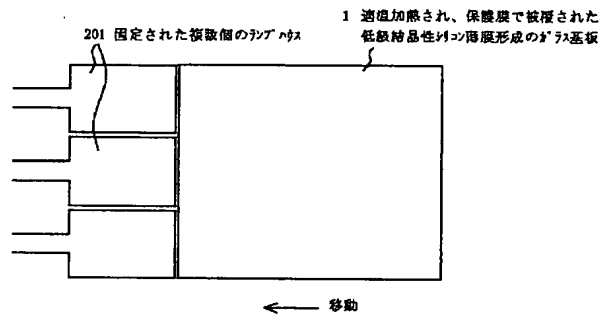 201 固定された複数個のランプハウス
1 適温加熱され、保護膜で被覆された
低級結晶性シリコン薄膜形成のガラス基板
移動